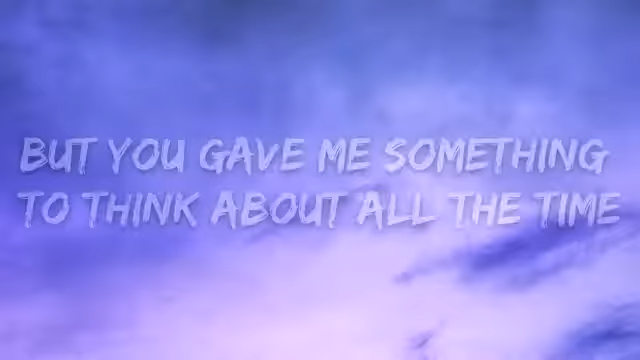 BUT YOU GAVE ME SOMETHING
TO THINK ABOUT ALL THE TIME